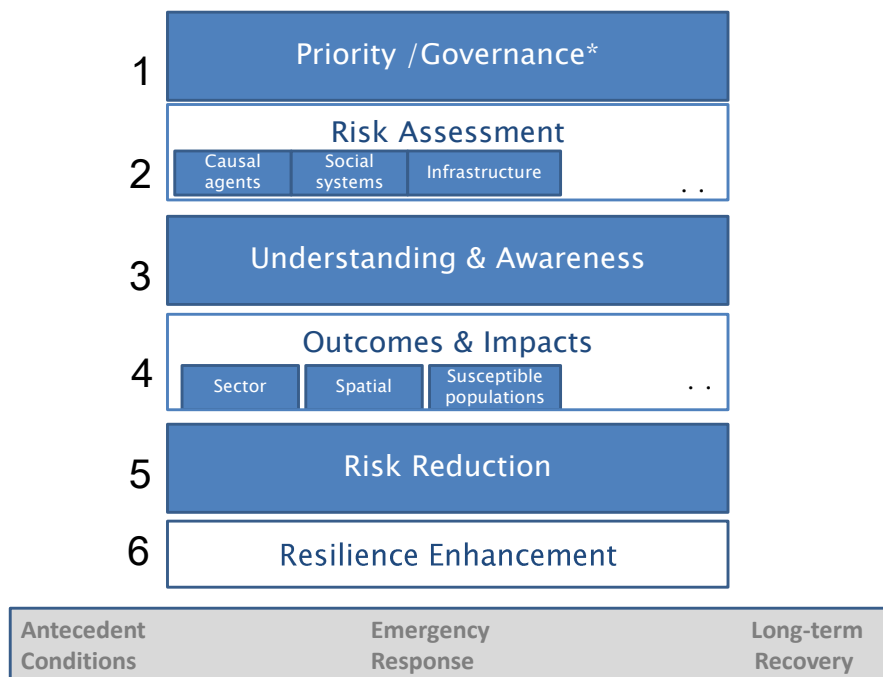 1
Priority /Governance*
2
Risk Assessment
Causal
agents
Social
systems
Infrastructure
. .
3
Understanding & Awareness
4
Outcomes & Impacts
Sector
Spatial
Susceptible
populations
. .
5
Risk Reduction
6
Resilience Enhancement
Antecedent
Conditions
Emergency
Response
Long-term
Recovery